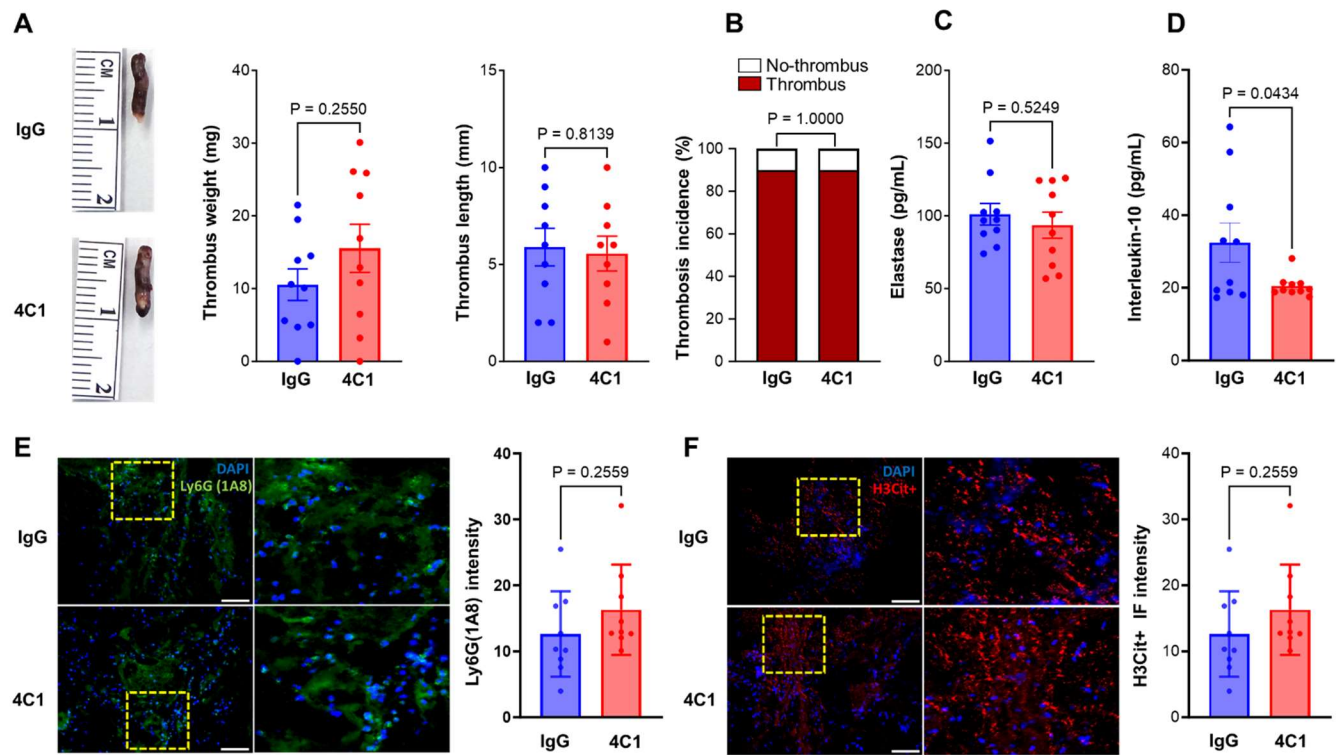 A
B
C
D
IgG
CM
1
2
4C1
CM
1
2
Thrombus weight (mg)
40
30
20
10
0
P = 0.2550
IgG
4C1
Thrombus length (mm)
15
10
5
0
P = 0.8139
IgG
4C1
No-thrombus
Thrombus
P = 1.0000
Thrombosis incidence (%)
100
80
60
40
20
0
IgG
4C1
Elastase (pg/mL)
200
150
100
50
0
P = 0.5249
IgG
4C1
Interleukin-10 (pg/mL)
80
60
40
20
0
P = 0.0434
IgG
4C1
E
IgG
DAPI
Ly6G (1A8)
4C1
Ly6G(1A8) intensity
40
30
20
10
0
P = 0.2559
IgG
4C1
F
IgG
DAPI
H3Cit+
4C1
H3Cit+ IF intensity
40
30
20
10
0
P = 0.2559
IgG
4C1